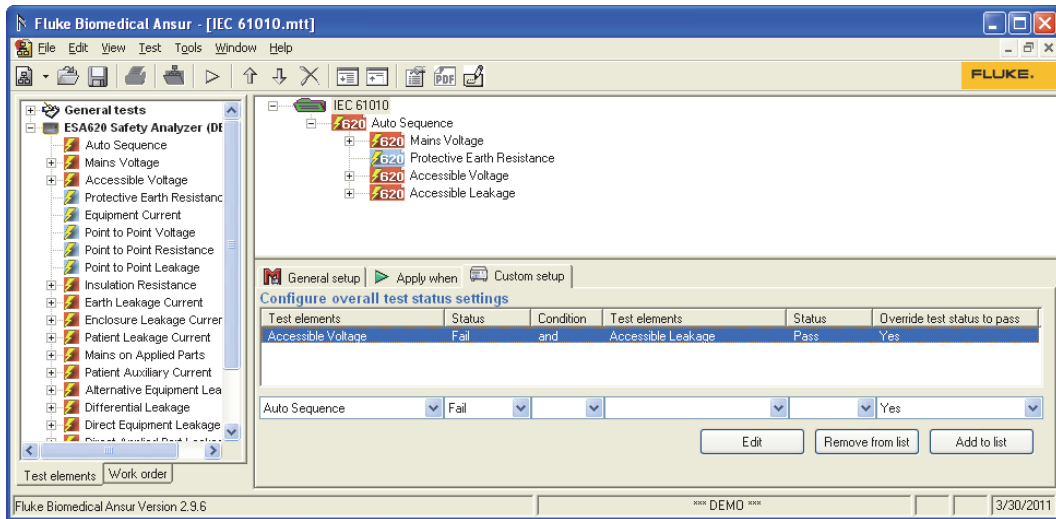 Fluke Biomedical Ansur - [IEC 61010.mtt]
File Edit View Test Tools Window Help
PDF
FLUKE.
General tests
ESA620 Safety Analyzer (DE
Auto Sequence
Mains Voltage
Accessible Voltage
Protective Earth Resistanc
Equipment Current
Point to Point Voltage
Point to Point Resistance
Point to Point Leakage
Insulation Resistance
Earth Leakage Current
Enclosure Leakage Currer
Patient Leakage Current
Mains on Applied Parts
Patient Auxiliary Current
Alternative Equipment Lea
Differential Leakage
Direct Equipment Leakage
Test elements Work order
IEC 61010
620 Auto Sequence
620 Mains Voltage
620 Protective Earth Resistance
620 Accessible Voltage
620 Accessible Leakage
General setup Apply when Custom setup
Configure overall test status settings
Test elements Status Condition Test elements Status Override test status to pass
Accessible Voltage Fail and Accessible Leakage Pass Yes
Auto Sequence Fail Yes
Edit Remove from list Add to list
Fluke Biomedical Ansur Version 2.9.6 *** DEMO *** 3/30/2011